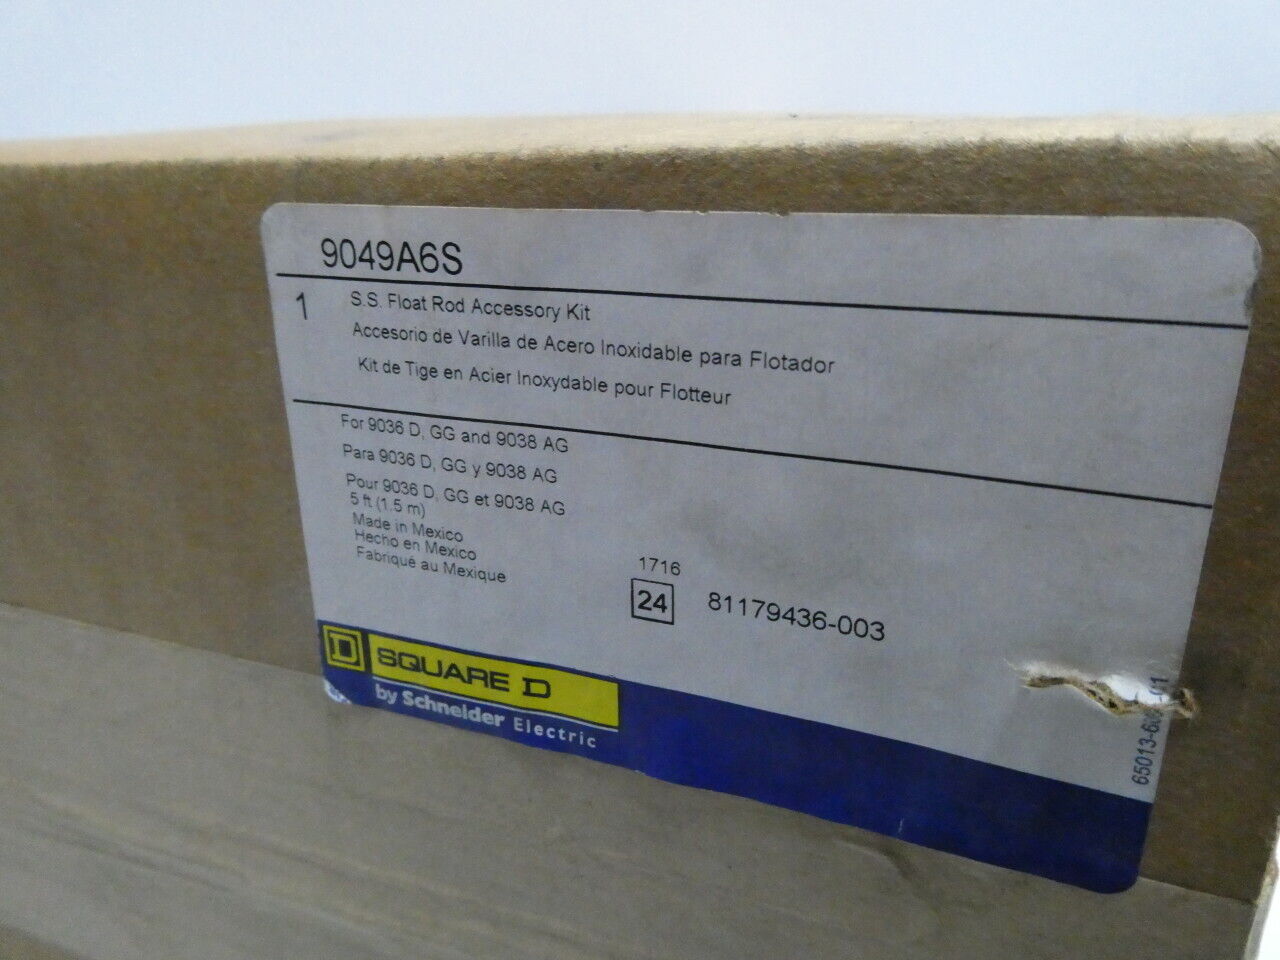 9049A6S
1
S.S. Float Rod Accessory Kit
Accesorio de Varilla de Acero Inoxidable para Flotador
Kit de Tige en Acier Inoxydable pour Flotteur
For 9036 D, GG and 9038 AG
Para 9036 D, GG y 9038 AG
Pour 9036 D, GG et 9038 AG
5 ft (1.5 m)
Made in Mexico
Hecho en Mexico
Fabriqué au Mexique
1716
24 81179436-003
D SQUARE D
by Schneider Electric